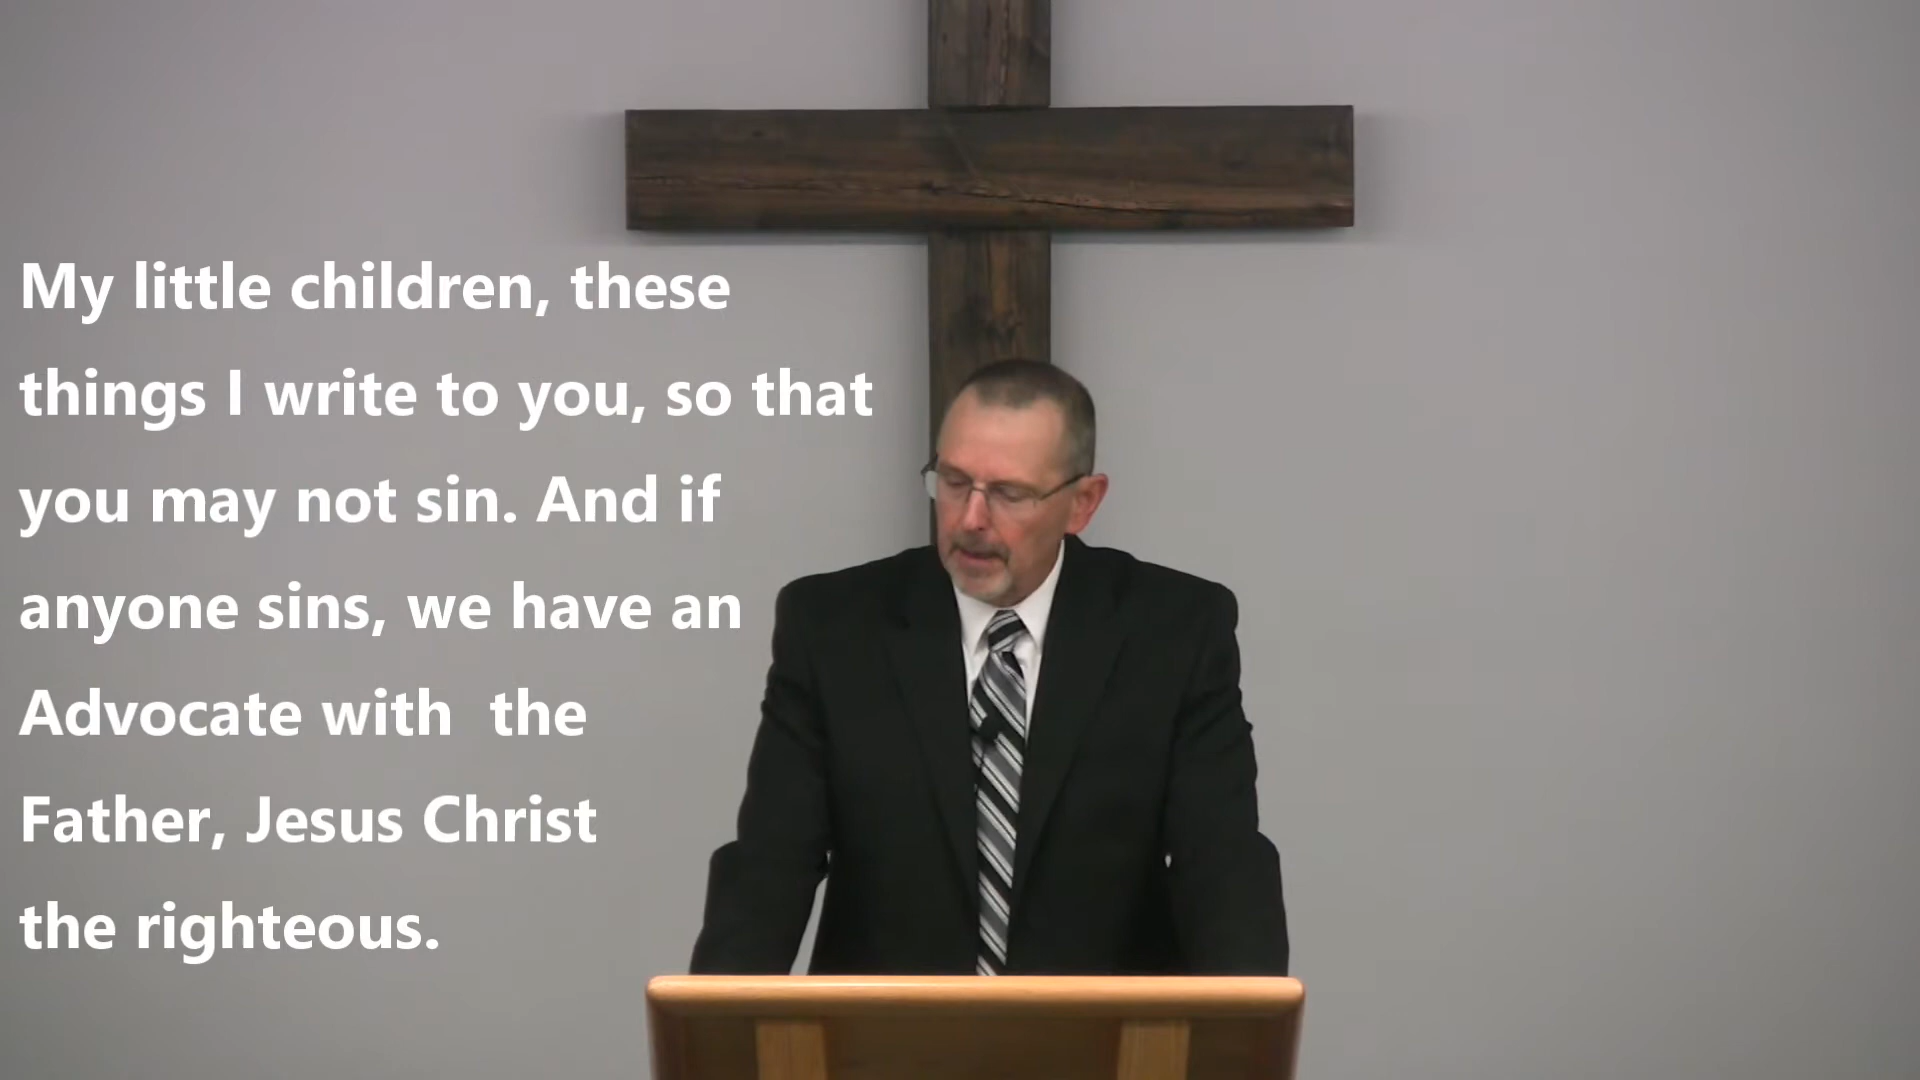 My little children, these
things I write to you, so that
you may not sin. And if
anyone sins, we have an
Advocate with  the
Father, Jesus Christ
the righteous.